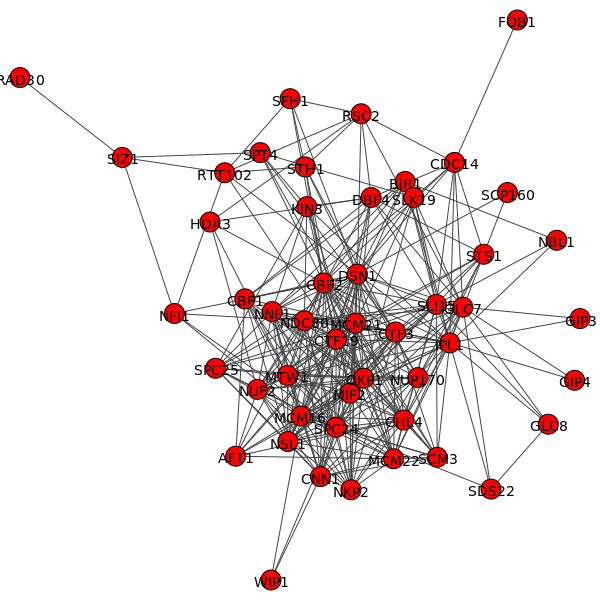 FOB1
RAD30
SFH1
RSC2
SIZ1
SPT4
CDC14
STH1
RTT102
BIR1
SCP160
DBF4
SLK19
KIN3
HDA3
NBL1
STS1
DSN1
CBF2
CBF1
SLI15
GLC7
NNF1
NFI1
NDC80
MCM21
GIP3
CTF19
CTF3
IPL1
SPC25
MTW1
OKP1
NUP170
GIP4
NUF2
MIF2
MCM16
CHL4
GLC8
SPC24
NSL1
AFT1
MCM22
SCM3
CNN1
NKP2
SDS22
WIP1